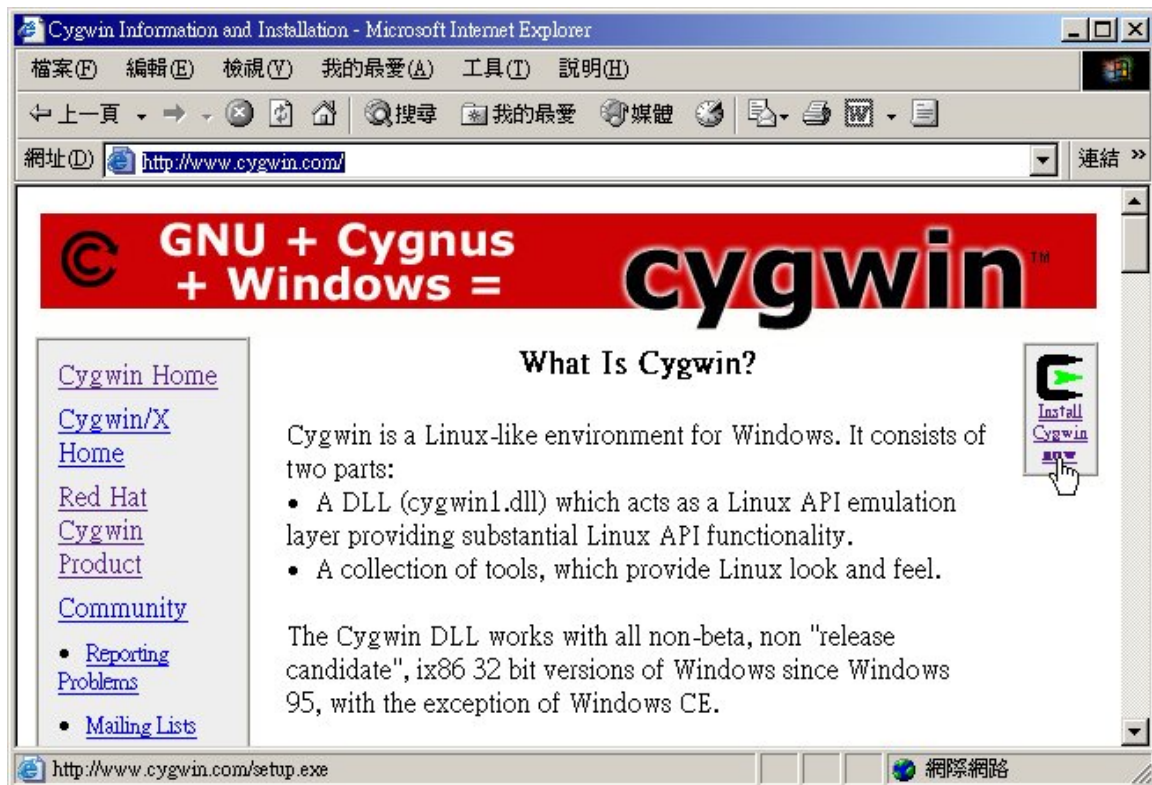 Cygwin Information and Installation - Microsoft Internet Explorer
檔案(F) 編輯(E) 檢視(V) 我的最愛(A) 工具(T) 說明(H)
上一頁 搜尋 我的最愛 媒體
網址(D) http://www.cygwin.com/ 連結 »
GNU + Cygnus
+ Windows =
cygwin™
Cygwin Home
Cygwin/X
Home
Red Hat
Cygwin
Product
Community
• Reporting
Problems
• Mailing Lists
What Is Cygwin?
Cygwin is a Linux-like environment for Windows. It consists of
two parts:
• A DLL (cygwin1.dll) which acts as a Linux API emulation
layer providing substantial Linux API functionality.
• A collection of tools, which provide Linux look and feel.
The Cygwin DLL works with all non-beta, non "release
candidate", ix86 32 bit versions of Windows since Windows
95, with the exception of Windows CE.
Install
Cygwin
now
http://www.cygwin.com/setup.exe 網際網路